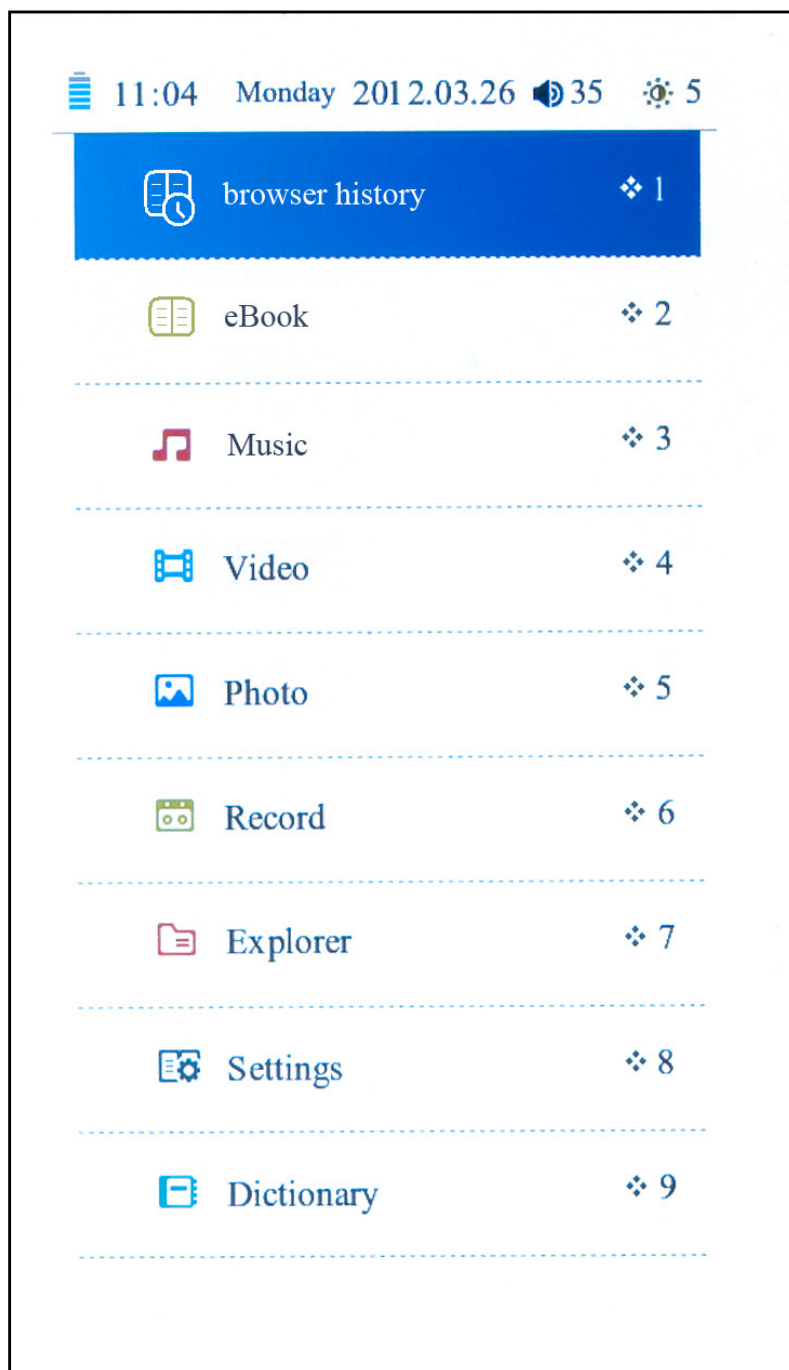 11:04 Monday 2012.03.26 35 5
browser history 1
eBook 2
Music 3
Video 4
Photo 5
Record 6
Explorer 7
Settings 8
Dictionary 9